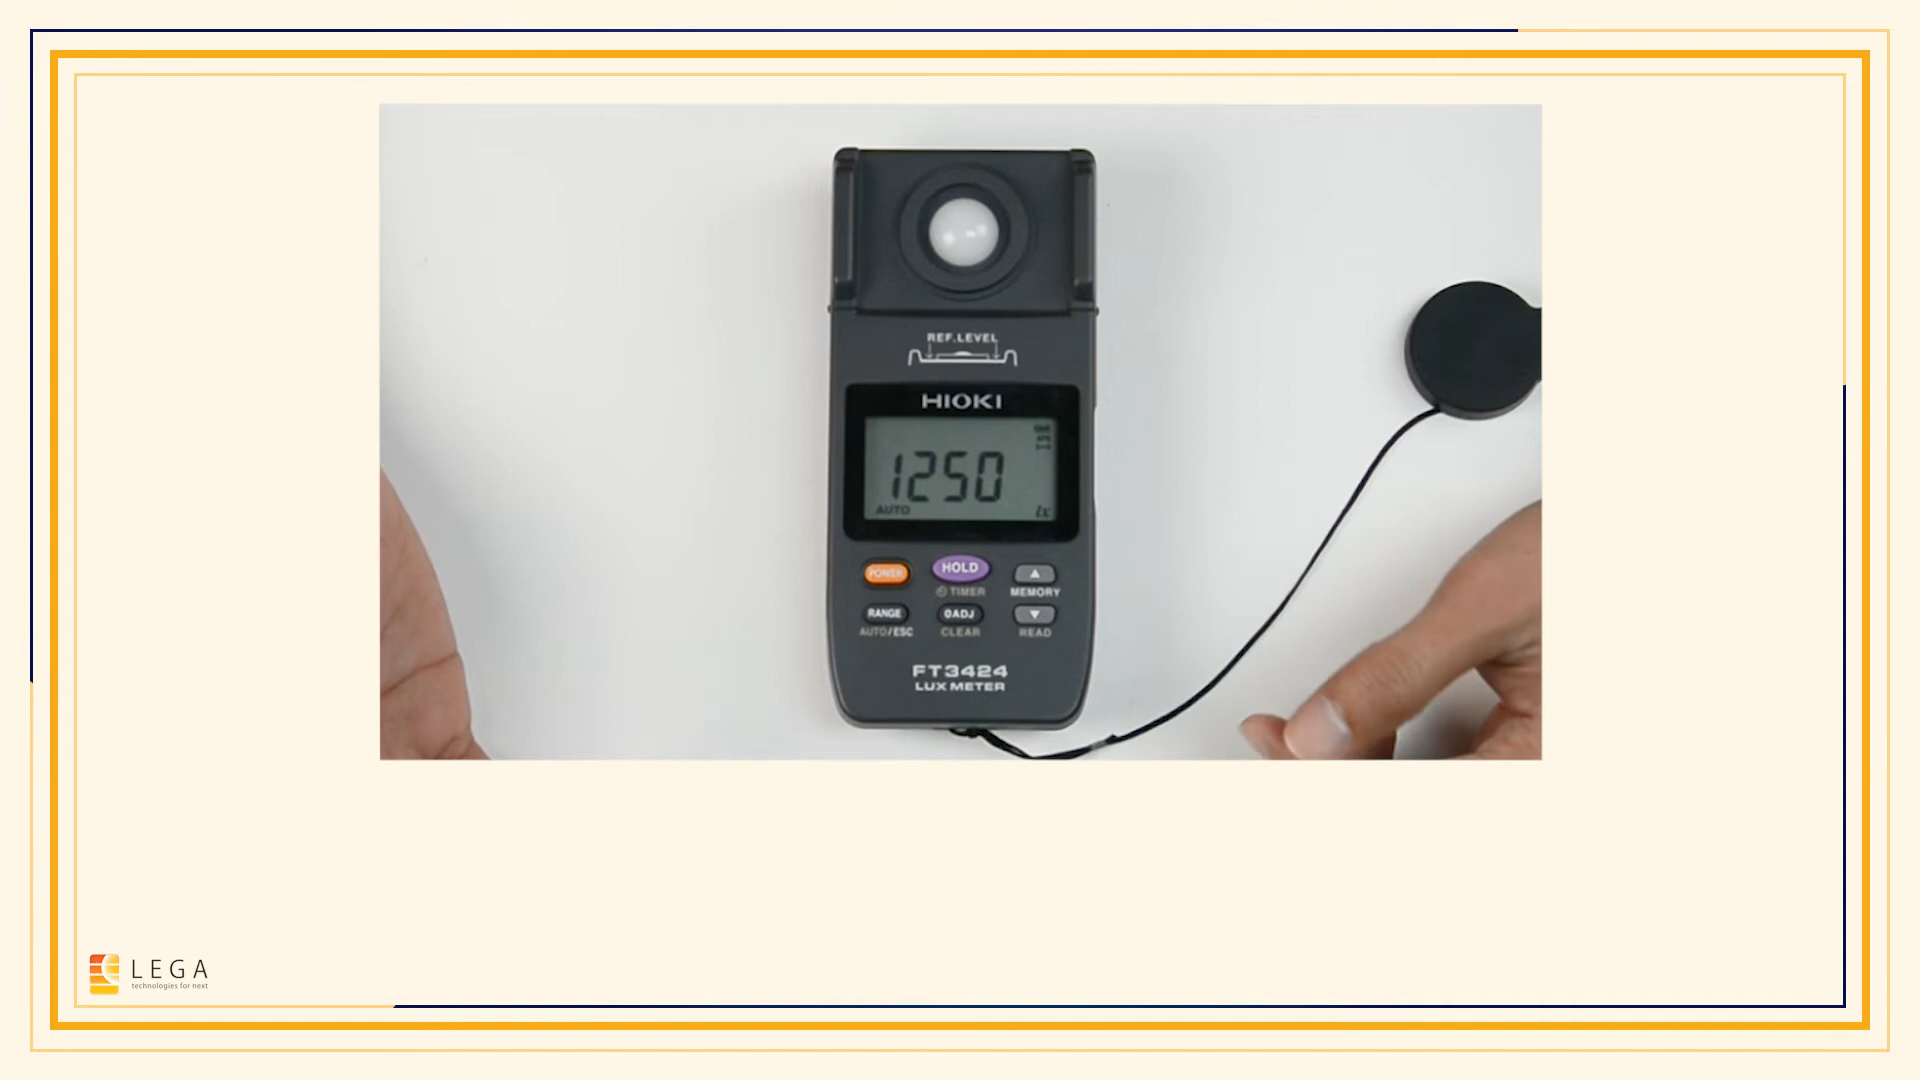 REF.LEVEL
HIOKI
1250
AUTO
lx
POWER
HOLD
TIMER
MEMORY
RANGE
0ADJ
AUTO/ESC
CLEAR
READ
FT3424
LUX METER
LEGA
technologies for next